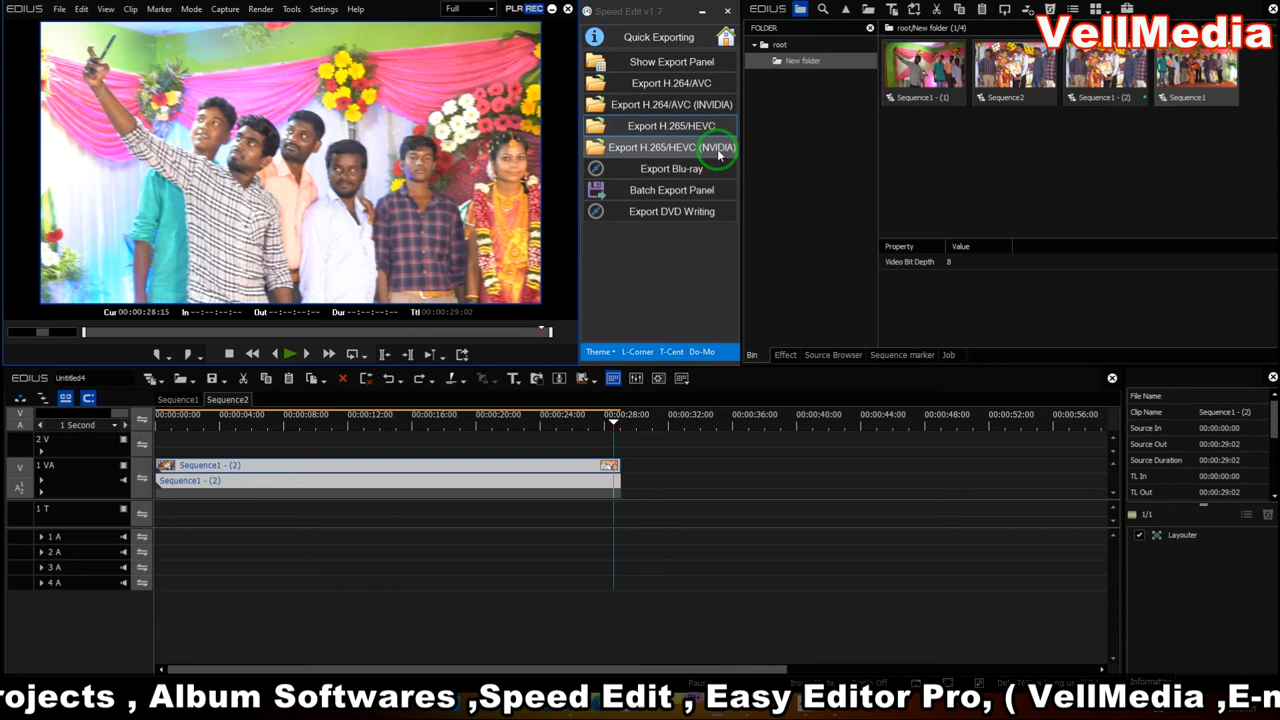 EDIUS File Edit View Clip Marker Mode Capture Render Tools Settings Help Full PLR REC
Cur 00:00:28:15 In --:--:--:-- Out --:--:--:-- Dur --:--:--:-- Ttl 00:00:29:02
Speed Edit v1.7
Quick Exporting
Show Export Panel
Export H.264/AVC
Export H.264/AVC (INVIDIA)
Export H.265/HEVC
Export H.265/HEVC (NVIDIA)
Export Blu-ray
Batch Export Panel
Export DVD Writing
Theme L-Corner T-Cent Do-Mo
EDIUS
VellMedia
FOLDER
root
New folder
root/New folder (1/4)
Sequence1 - (1) Sequence2 Sequence1 - (2) Sequence1
Property Value
Video Bit Depth 8
Bin Effect Source Browser Sequence marker Job
EDIUS Untitled4
Sequence1 Sequence2
V
A
1 Second
00:00:00:00 00:00:04:00 00:00:08:00 00:00:12:00 00:00:16:00 00:00:20:00 00:00:24:00 00:00:28:00 00:00:32:00 00:00:36:00 00:00:40:00 00:00:44:00 00:00:48:00 00:00:52:00 00:00:56:00
2 V
V 1 VA Sequence1 - (2)
Sequence1 - (2)
1 T
1 A
2 A
3 A
4 A
File Name
Clip Name Sequence1 - (2)
Source In 00:00:00:00
Source Out 00:00:29:02
Source Duration 00:00:29:02
TL In 00:00:00:00
TL Out 00:00:29:02
1/1
Layouter
Pause
rojects , Album Softwares ,Speed Edit , Easy Editor Pro, ( VellMedia ,E-m